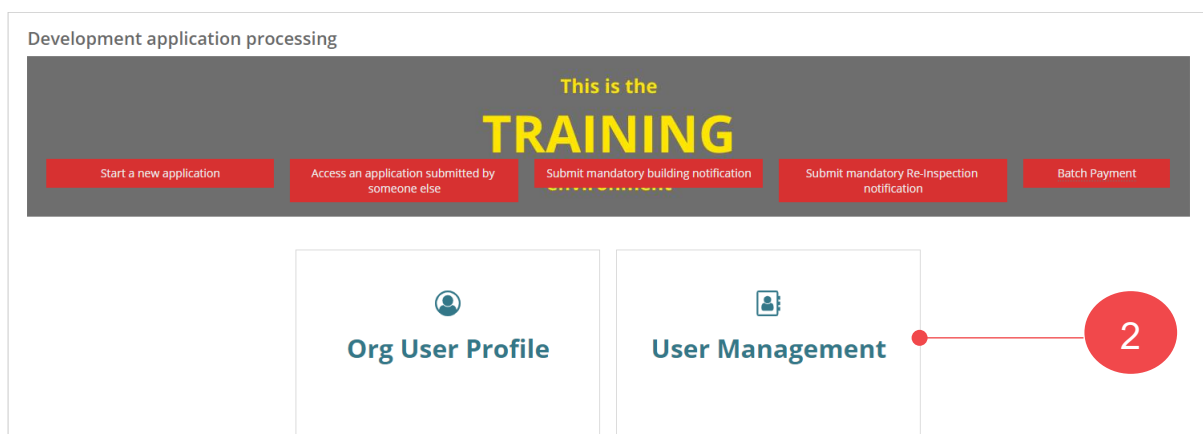 Development application processing
This is the
TRAINING
environment
Start a new application
Access an application submitted by
someone else
Submit mandatory building notification
Submit mandatory Re-Inspection
notification
Batch Payment
Org User Profile
User Management
2